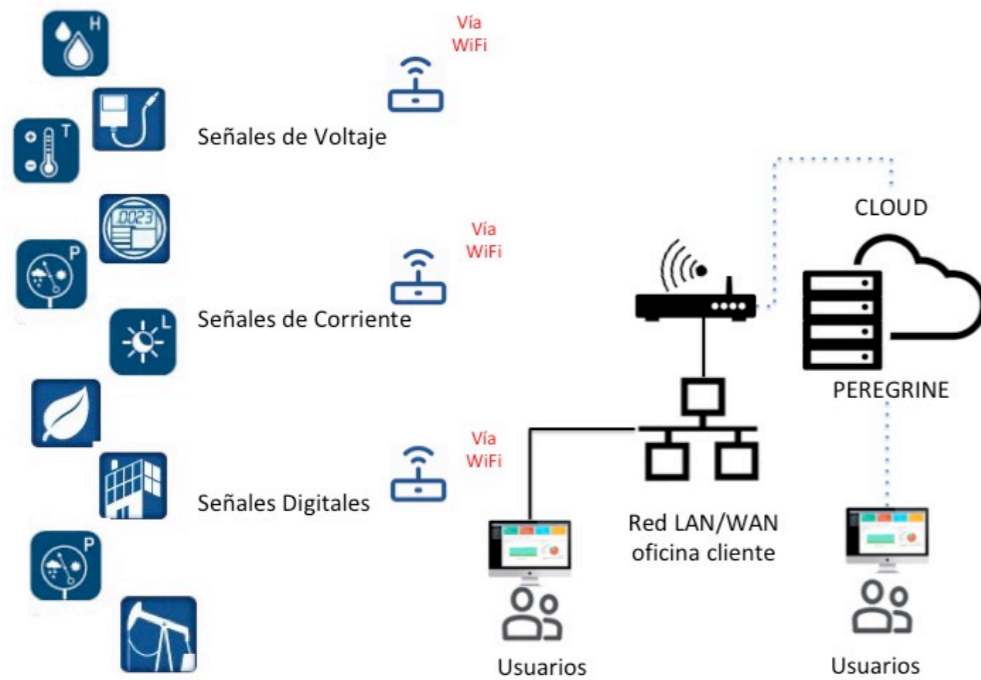 H
Vía
WiFi
T
Señales de Voltaje
.0023
P
Vía
WiFi
L
Señales de Corriente
CLOUD
PEREGRINE
Vía
WiFi
Señales Digitales
Red LAN/WAN
oficina cliente
P
Usuarios
Usuarios